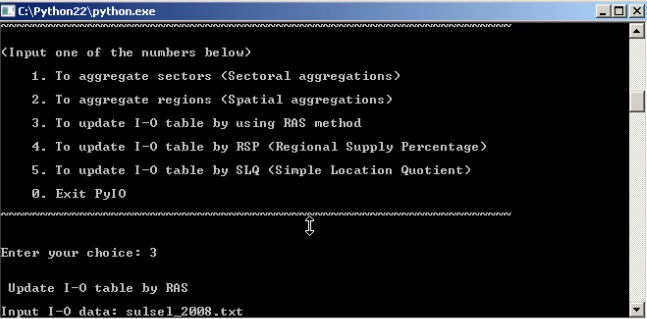 C:\Python22\python.exe
(Input one of the numbers below)
1. To aggregate sectors (Sectoral aggregations)
2. To aggregate regions (Spatial aggregations)
3. To update I-O table by using RAS method
4. To update I-O table by RSP (Regional Supply Percentage)
5. To update I-O table by SLQ (Simple Location Quotient)
0. Exit PyIO
Enter your choice: 3
Update I-O table by RAS
Input I-O data: sulsel_2008.txt